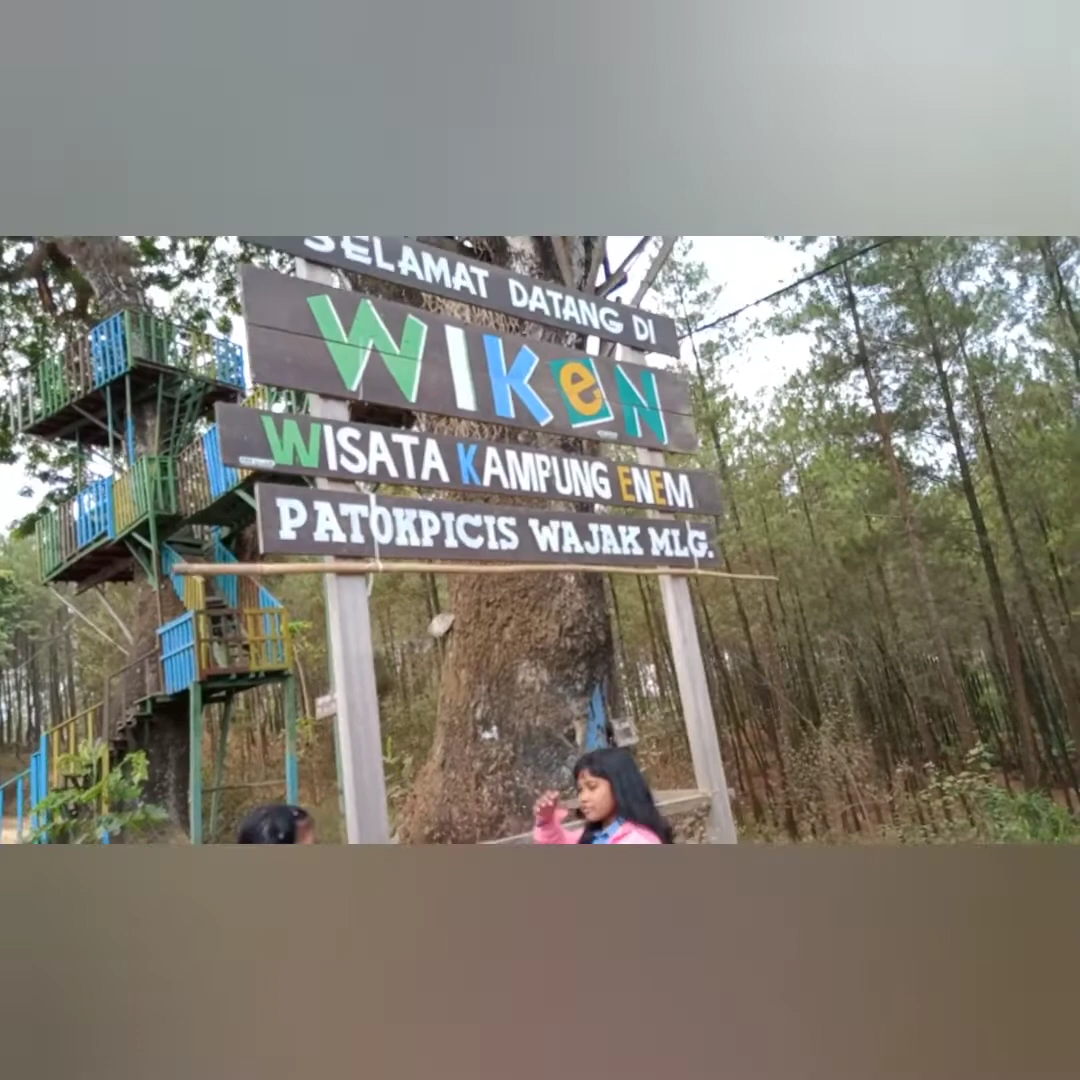 SELAMAT DATANG DI
WIKeN
WISATA KAMPUNG ENEM
PATOKPICIS WAJAK MLG.